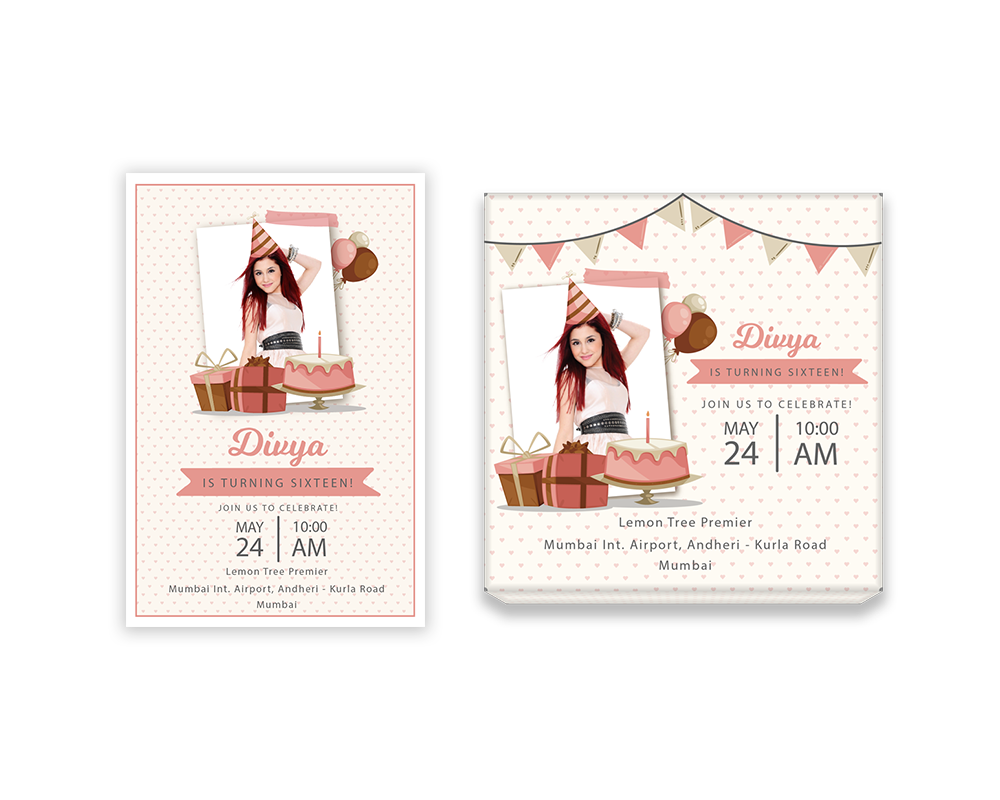 Divya
IS TURNING SIXTEEN!
JOIN US TO CELEBRATE!
MAY 10:00
24 AM
Lemon Tree Premier
Mumbai Int. Airport, Andheri - Kurla Road
Mumbai
Divya
IS TURNING SIXTEEN!
JOIN US TO CELEBRATE!
MAY 10:00
24 AM
Lemon Tree Premier
Mumbai Int. Airport, Andheri - Kurla Road
Mumbai